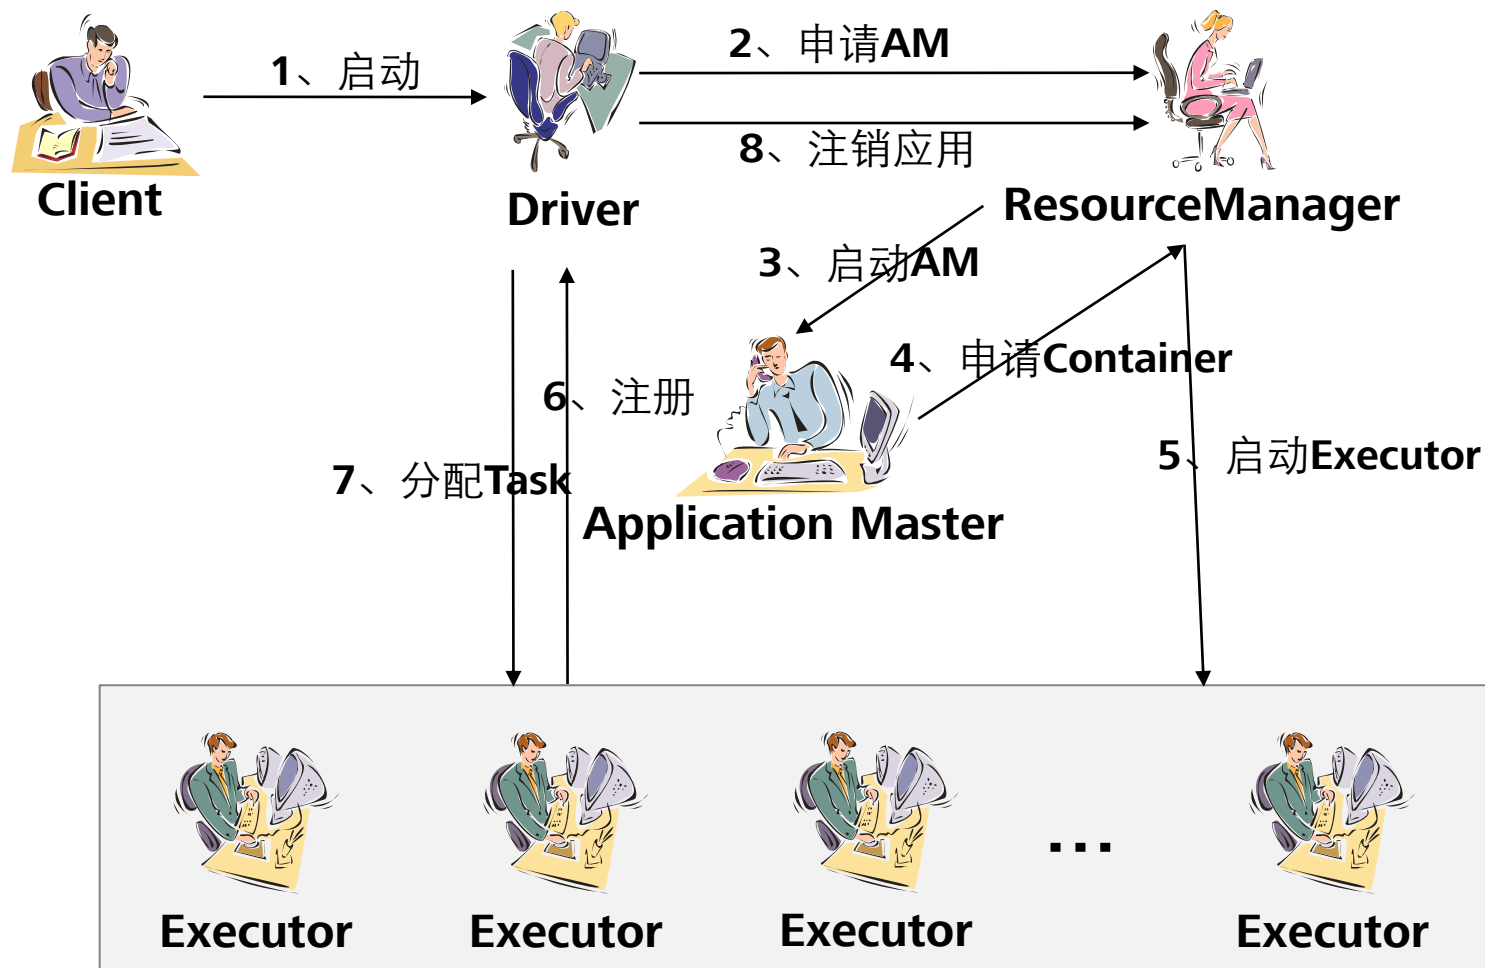 1、启动
2、申请AM
8、注销应用
Client
Driver
ResourceManager
3、启动AM
4、申请Container
6、注册
5、启动Executor
7、分配Task
Application Master
...
Executor
Executor
Executor
Executor